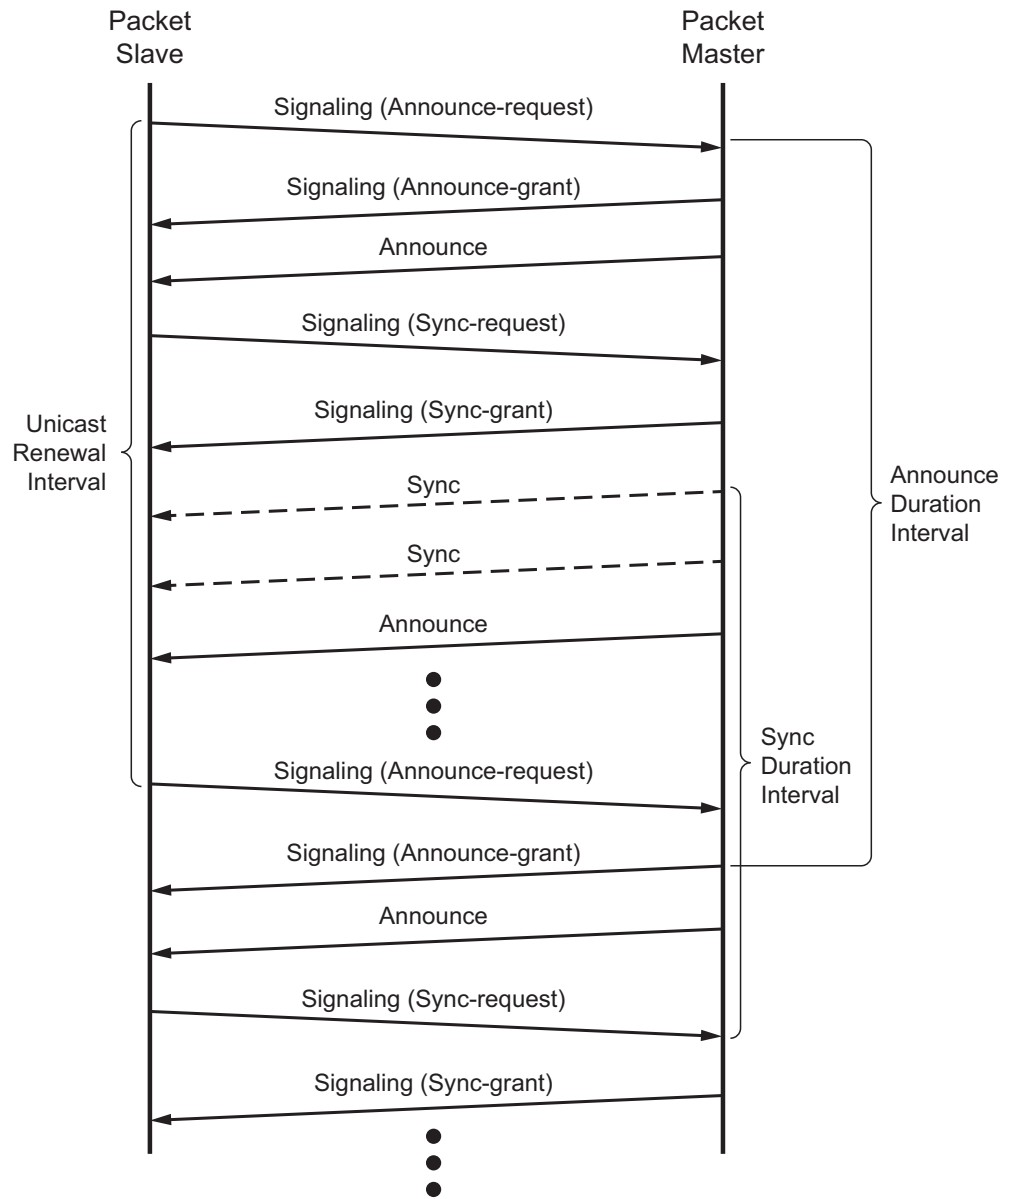 Packet
Slave
Packet
Master
Signaling (Announce-request)
Signaling (Announce-grant)
Announce
Signaling (Sync-request)
Signaling (Sync-grant)
Unicast
Renewal
Interval
Sync
Announce
Duration
Interval
Sync
Announce
Sync
Duration
Interval
Signaling (Announce-request)
Signaling (Announce-grant)
Announce
Signaling (Sync-request)
Signaling (Sync-grant)